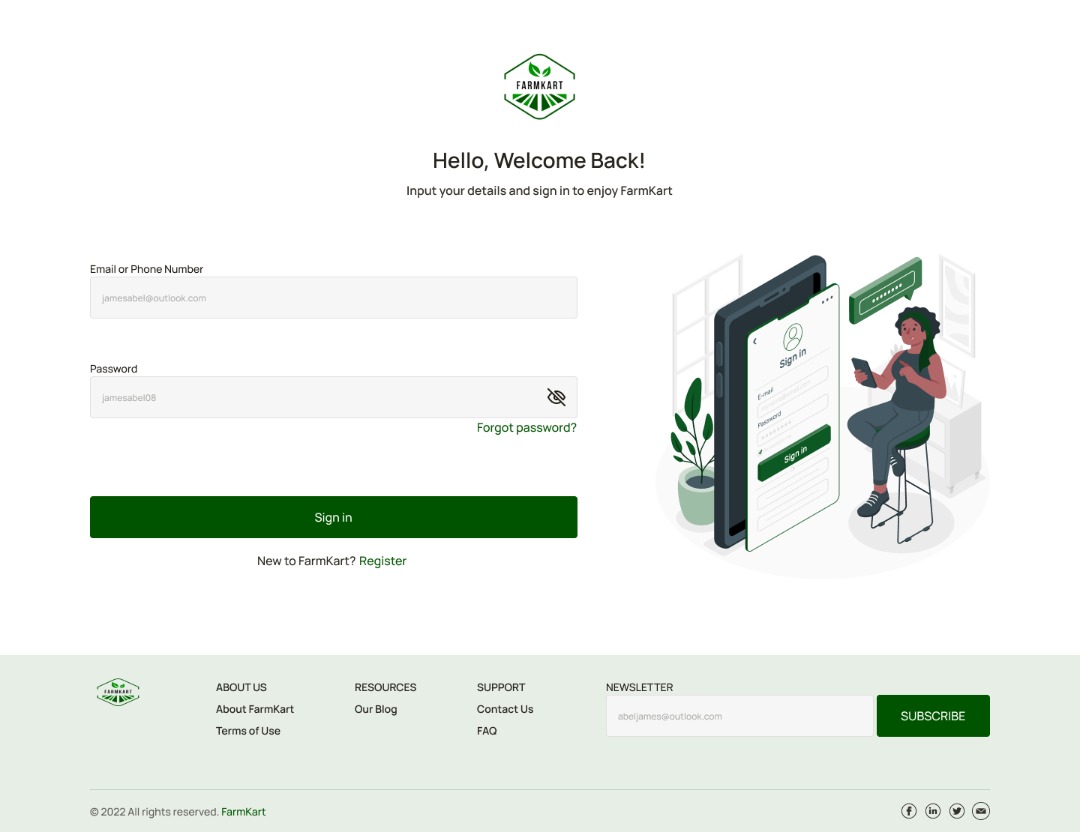 FARMKART
Hello, Welcome Back!
Input your details and sign in to enjoy FarmKart
Email or Phone Number
jamesabel@outlook.com
Password
jamesabel08
Forgot password?
Sign in
New to FarmKart? Register
Sign in
E-mail
Password
Sign in
FARMKART
ABOUT US
About FarmKart
Terms of Use
RESOURCES
Our Blog
SUPPORT
Contact Us
FAQ
NEWSLETTER
abeljames@outlook.com
SUBSCRIBE
© 2022 All rights reserved. FarmKart